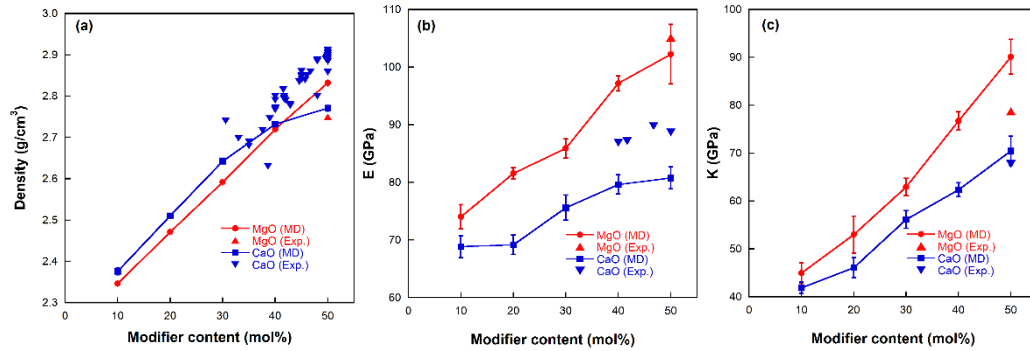 (a)
Density (g/cm³)
3.0
2.9
2.8
2.7
2.6
2.5
2.4
2.3
MgO (MD)
MgO (Exp.)
CaO (MD)
CaO (Exp.)
0 10 20 30 40 50
Modifier content (mol%)
(b)
E (GPa)
110
100
90
80
70
60
MgO (MD)
MgO (Exp.)
CaO (MD)
CaO (Exp.)
0 10 20 30 40 50
Modifier content (mol%)
(c)
K (GPa)
100
90
80
70
60
50
40
MgO (MD)
MgO (Exp.)
CaO (MD)
CaO (Exp.)
0 10 20 30 40 50
Modifier content (mol%)